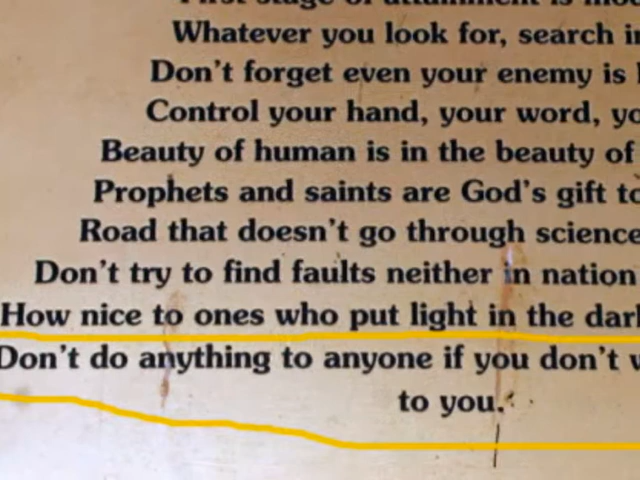 Whatever you look for, search
Don't forget even your enemy is
Control your hand, your word,
Beauty of human is in the beauty of
Prophets and saints are God's gift
Road that doesn't go through science
Don't try to find faults neither in nation
How nice to ones who put light in the
Don't do anything to anyone if you don't
to you.